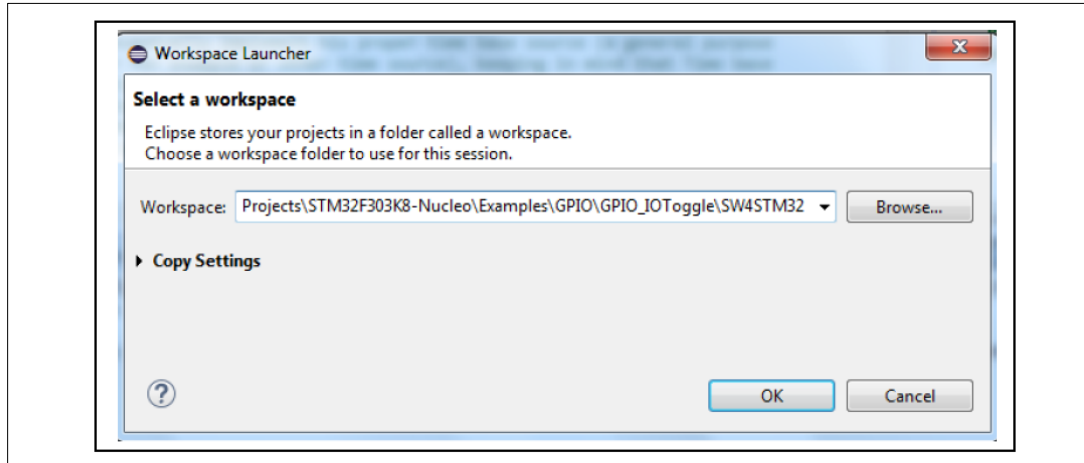 Workspace Launcher
Select a workspace
Eclipse stores your projects in a folder called a workspace.
Choose a workspace folder to use for this session.
Workspace: Projects\STM32F303K8-Nucleo\Examples\GPIO\GPIO_IOToggle\SW4STM32 Browse...
Copy Settings
?
OK Cancel